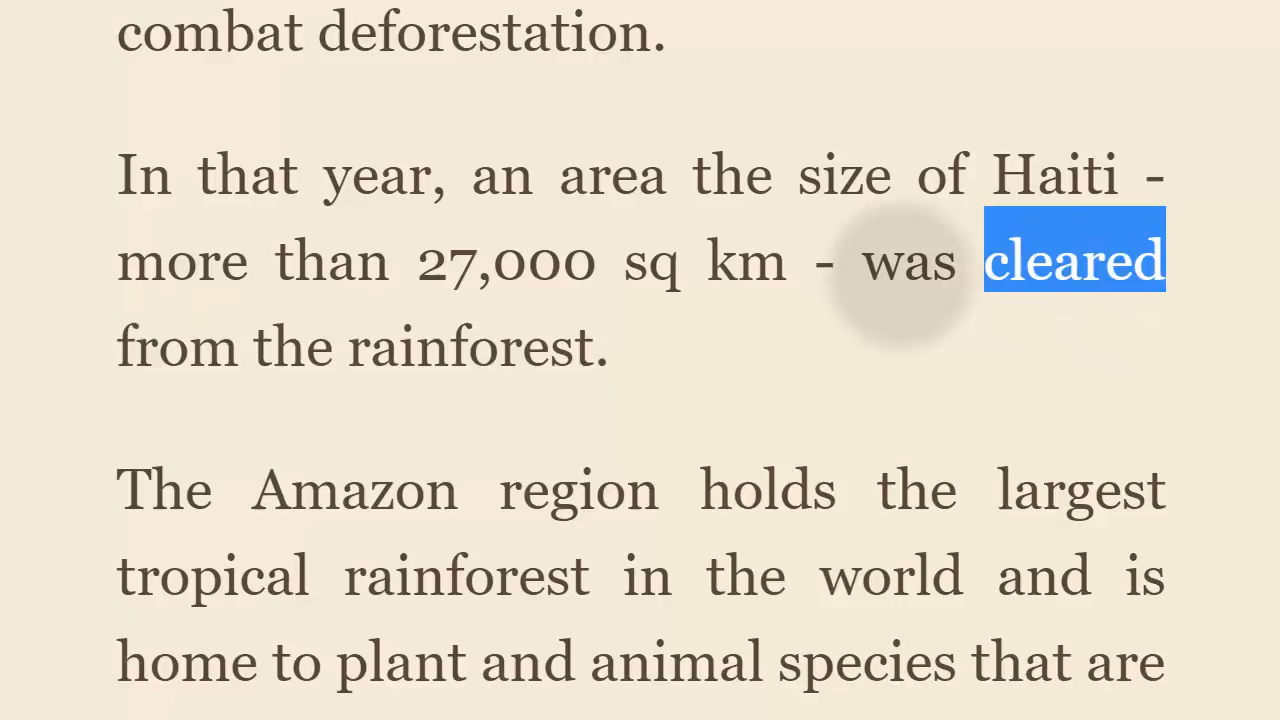 combat deforestation.
In that year, an area the size of Haiti -
more than 27,000 sq km - was cleared
from the rainforest.
The Amazon region holds the largest
tropical rainforest in the world and is
home to plant and animal species that are